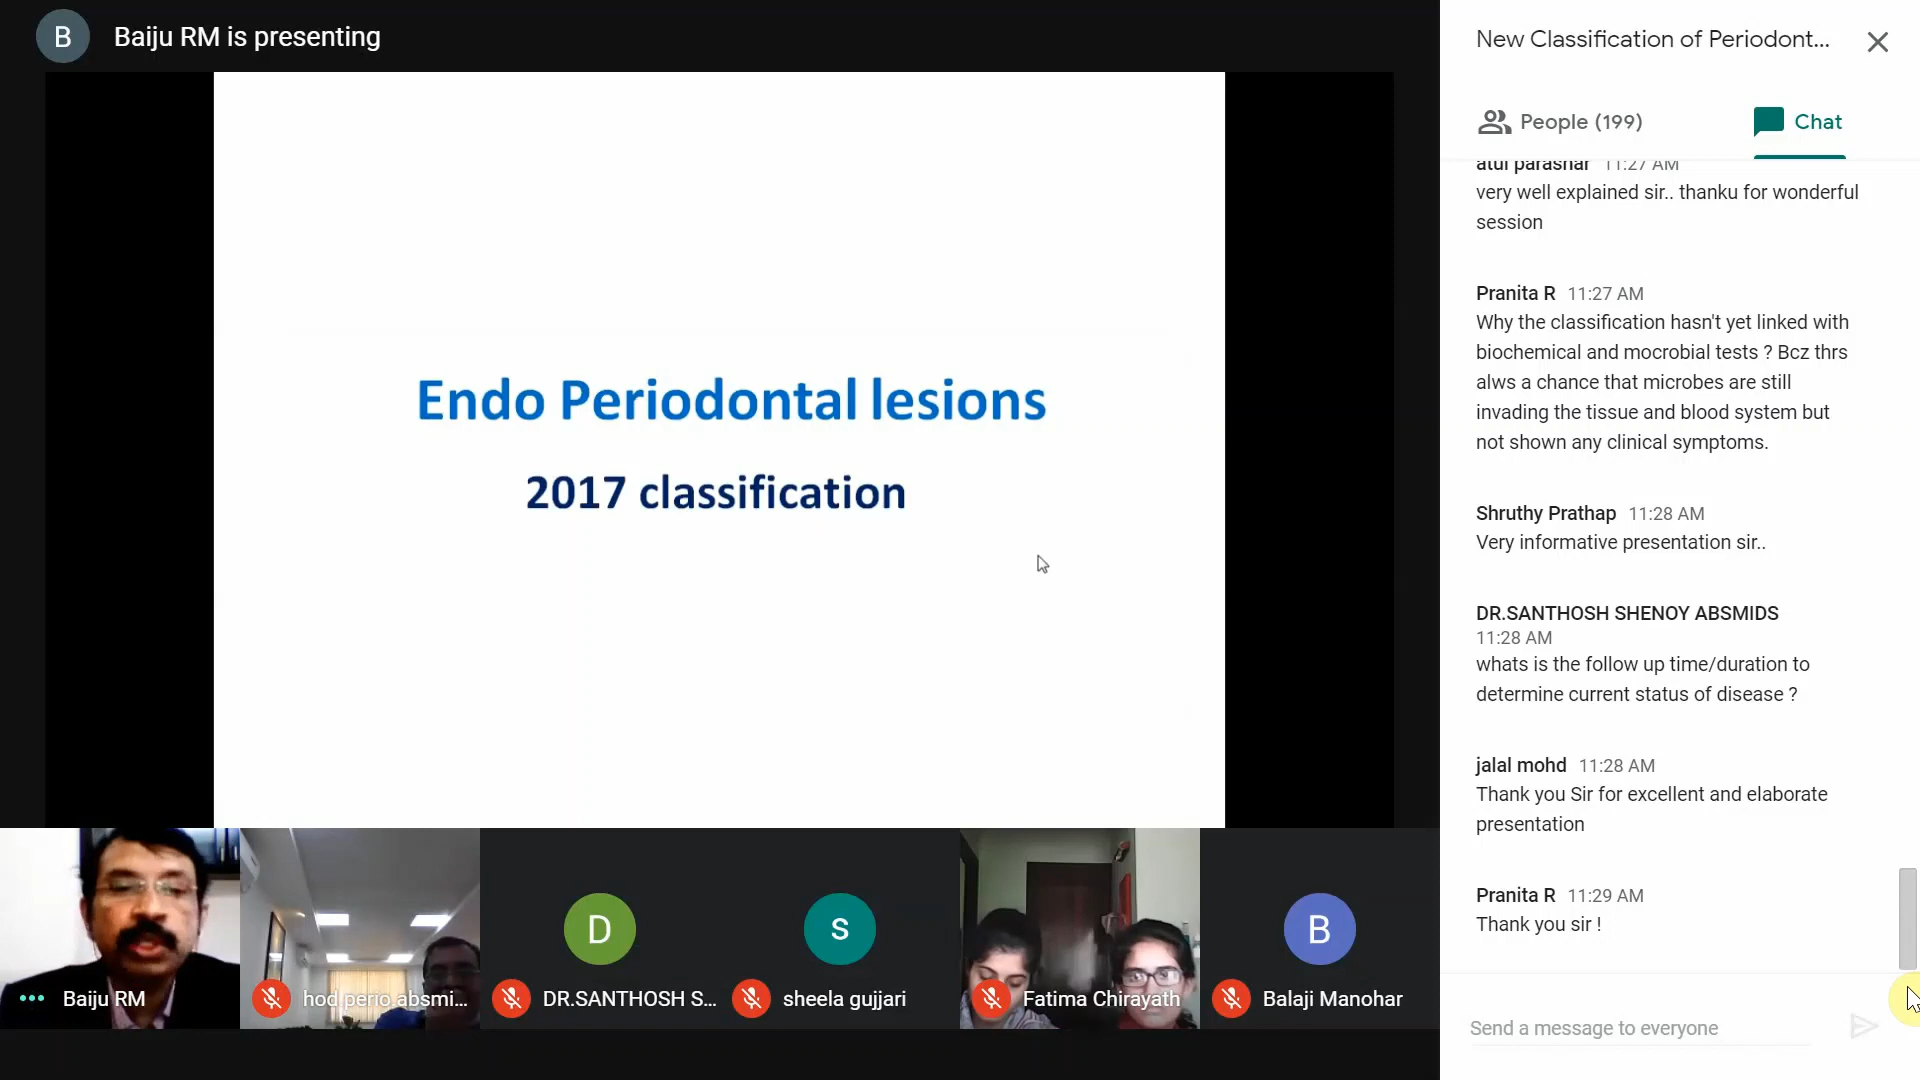 B
Baiju RM is presenting
Endo Periodontal lesions
2017 classification
Baiju RM
hod.perio.absmi...
D
DR.SANTHOSH S...
s
sheela gujjari
Fatima Chirayath
B
Balaji Manohar
New Classification of Periodont...
People (199)
Chat
atul parashar 11:27 AM
very well explained sir.. thanku for wonderful
session
Pranita R 11:27 AM
Why the classification hasn't yet linked with
biochemical and mocrobial tests ? Bcz thrs
alws a chance that microbes are still
invading the tissue and blood system but
not shown any clinical symptoms.
Shruthy Prathap 11:28 AM
Very informative presentation sir..
DR.SANTHOSH SHENOY ABSMIDS
11:28 AM
whats is the follow up time/duration to
determine current status of disease ?
jalal mohd 11:28 AM
Thank you Sir for excellent and elaborate
presentation
Pranita R 11:29 AM
Thank you sir !
Send a message to everyone